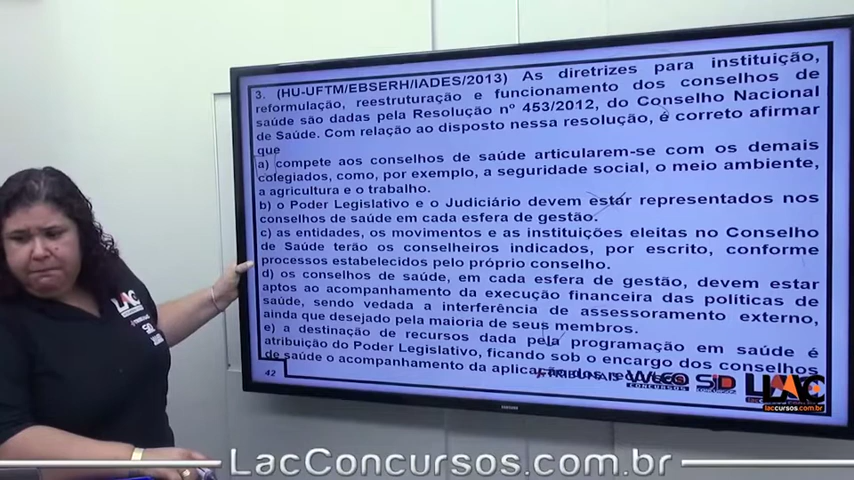 3. (HU-UFTM/EBSERH/IADES/2013) As diretrizes para instituição,
reformulação, reestruturação e funcionamento dos conselhos de
saúde são dadas pela Resolução nº 453/2012, do Conselho Nacional
de Saúde. Com relação ao disposto nessa resolução, é correto afirmar
que
a) compete aos conselhos de saúde articularem-se com os demais
colegiados, como, por exemplo, a seguridade social, o meio ambiente,
a agricultura e o trabalho.
b) o Poder Legislativo e o Judiciário devem estar representados nos
conselhos de saúde em cada esfera de gestão.
c) as entidades, os movimentos e as instituições eleitas no Conselho
de Saúde terão os conselheiros indicados, por escrito, conforme
processos estabelecidos pelo próprio conselho.
d) os conselhos de saúde, em cada esfera de gestão, devem estar
aptos ao acompanhamento da execução financeira das políticas de
saúde, sendo vedada a interferência de assessoramento externo,
ainda que desejado pela maioria de seus membros.
e) a destinação de recursos dada pela programação em saúde é
atribuição do Poder Legislativo, ficando sob o encargo dos conselhos
de saúde o acompanhamento da aplicação dos
42
CONCURSOS
LAC
LacConcursos.com.br
LAC
LacConcursos.com.br